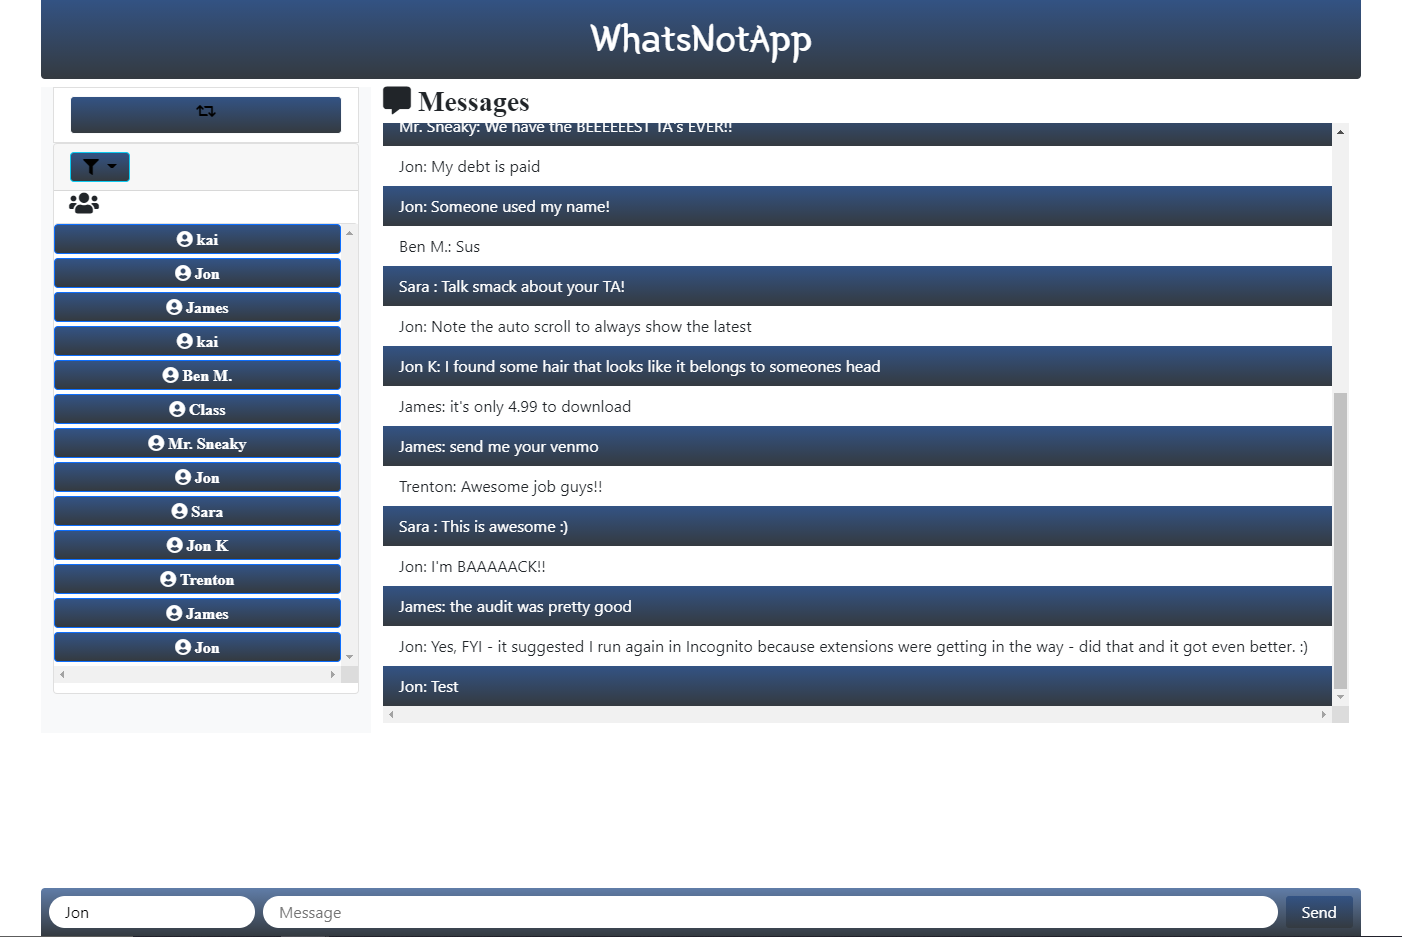 WhatsNotApp
kai
Jon
James
kai
Ben M.
Class
Mr. Sneaky
Jon
Sara
Jon K
Trenton
James
Jon
Messages
Mr. Sneaky: We have the BEEEEEST TA's EVER!!
Jon: My debt is paid
Jon: Someone used my name!
Ben M.: Sus
Sara : Talk smack about your TA!
Jon: Note the auto scroll to always show the latest
Jon K: I found some hair that looks like it belongs to someones head
James: it's only 4.99 to download
James: send me your venmo
Trenton: Awesome job guys!!
Sara : This is awesome :)
Jon: I'm BAAAAACK!!
James: the audit was pretty good
Jon: Yes, FYI - it suggested I run again in Incognito because extensions were getting in the way - did that and it got even better. :)
Jon: Test
Jon
Message
Send